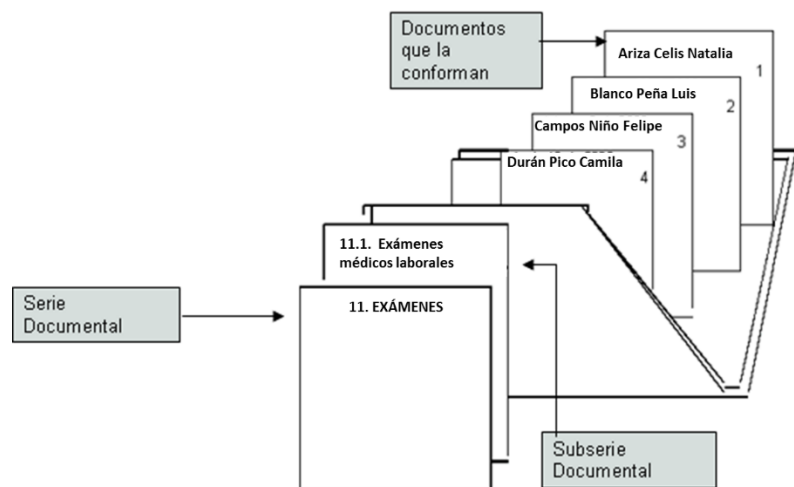 Documentos
que la
conforman
Ariza Celis Natalia
1
Blanco Peña Luis
2
Campos Niño Felipe
3
Durán Pico Camila
4
11.1. Exámenes
médicos laborales
11. EXÁMENES
Serie
Documental
Subserie
Documental